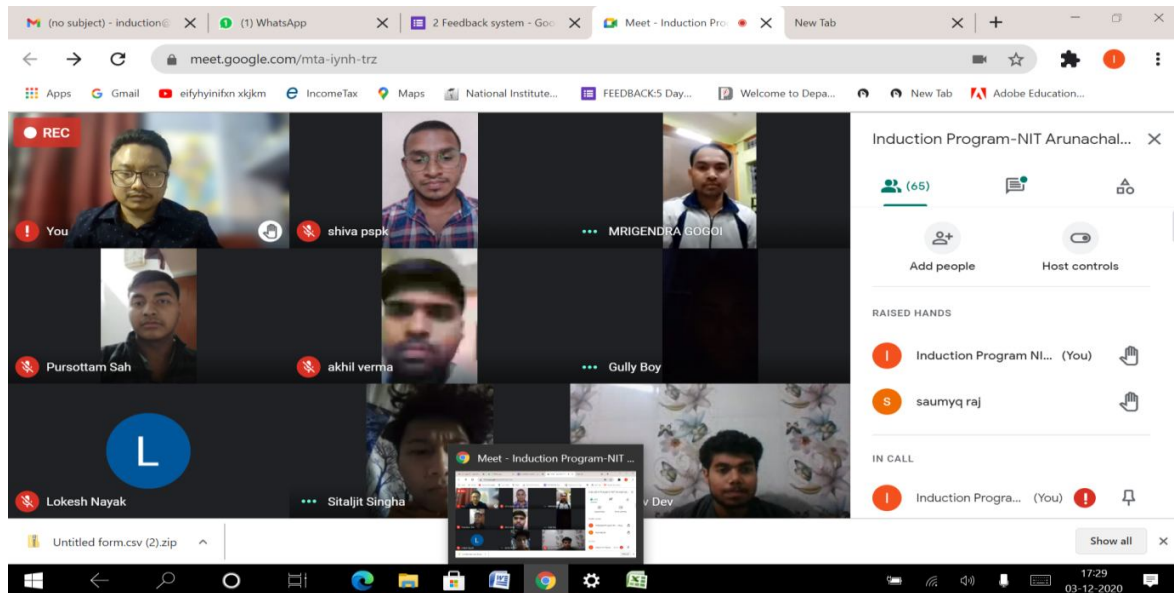 (no subject) - induction@
(1) WhatsApp
2 Feedback system - Goo
Meet - Induction Pro
New Tab
meet.google.com/mta-iynh-trz
Apps
Gmail
eifyhyinifxn xkjkm
IncomeTax
Maps
National Institute...
FEEDBACK:5 Day...
Welcome to Depa...
New Tab
Adobe Education...
REC
You
shiva pspk
MRIGENDRA GOGOI
Pursottam Sah
akhil verma
Gully Boy
L
Lokesh Nayak
Sitaljit Singha
v Dev
Meet - Induction Program-NIT ...
Induction Program-NIT Arunachal...
(65)
Add people
Host controls
RAISED HANDS
I
Induction Program NI... (You)
S
saumyq raj
IN CALL
I
Induction Progra... (You)
Untitled form.csv (2).zip
Show all
17:29
03-12-2020